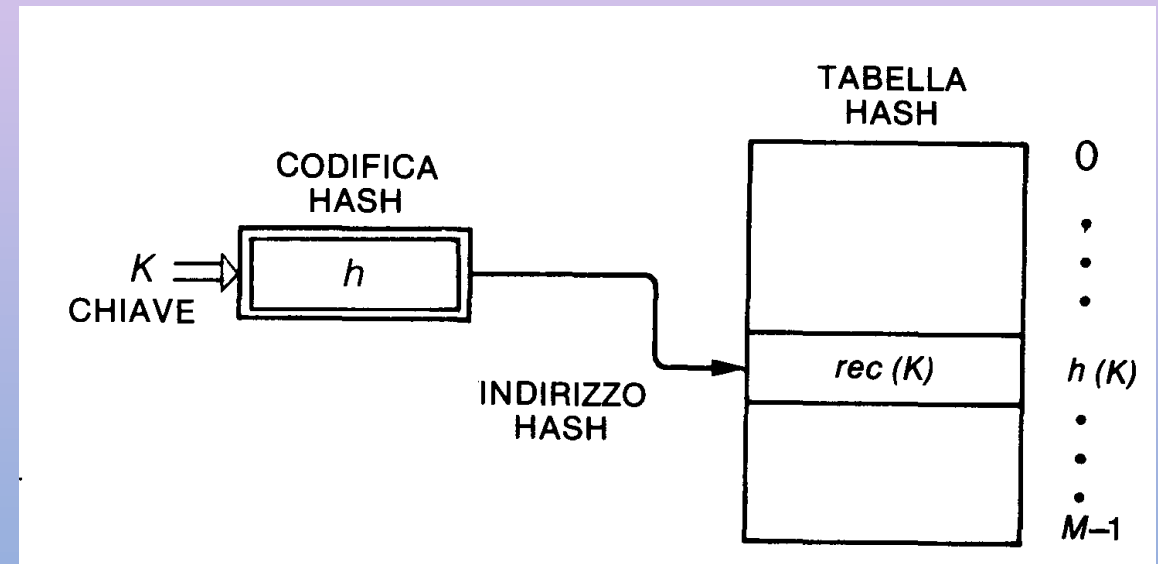 TABELLA
HASH
0
CODIFICA
HASH
K
h
CHIAVE
rec (K)
h (K)
INDIRIZZO
HASH
M–1